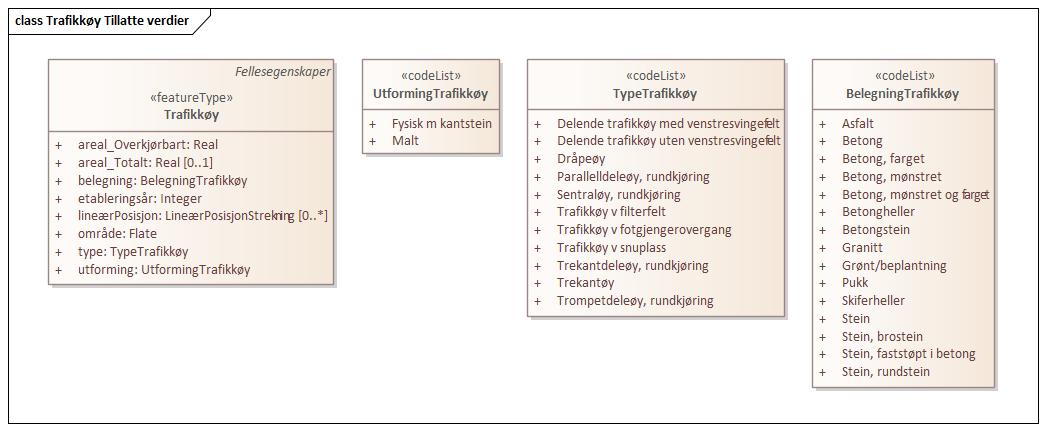 class Trafikkøy Tillatte verdier
Fellesegenskaper
«featureType»
Trafikkøy
+ areal_Overkjørbart: Real
+ areal_Totalt: Real [0..1]
+ belegning: BelegningTrafikkøy
+ etableringsår: Integer
+ lineærPosisjon: LineærPosisjonStrekning [0..*]
+ område: Flate
+ type: TypeTrafikkøy
+ utforming: UtformingTrafikkøy
«codeList»
UtformingTrafikkøy
+ Fysisk m kantstein
+ Malt
«codeList»
TypeTrafikkøy
+ Delende trafikkøy med venstresvingefelt
+ Delende trafikkøy uten venstresvingefelt
+ Dråpeøy
+ Parallelldeleøy, rundkjøring
+ Sentraløy, rundkjøring
+ Trafikkøy v filterfelt
+ Trafikkøy v fotgjengerovergang
+ Trafikkøy v snuplass
+ Trekantdeleøy, rundkjøring
+ Trekantøy
+ Trompetdeleøy, rundkjøring
«codeList»
BelegningTrafikkøy
+ Asfalt
+ Betong
+ Betong, farget
+ Betong, mønstret
+ Betong, mønstret og farget
+ Betongheller
+ Betongstein
+ Granitt
+ Grønt/beplantning
+ Pukk
+ Skiferheller
+ Stein
+ Stein, brostein
+ Stein, faststøpt i betong
+ Stein, rundstein